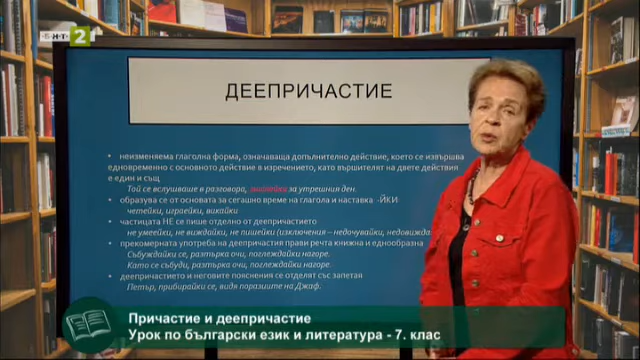 БНТ 2
ДЕЕПРИЧАСТИЕ
• неизменяема глаголна форма, означаваща допълнително действие, което се извършва
едновременно с основното действие в изречението, като вършителят на двете действия
е един и същ
Той се вслушваше в разговора, за утрешния ден.
• образува се от основата за сегашно време на глагола и наставка -ЙКИ
четейки, играейки, викайки
• частицата НЕ се пише отделно от деепричастието
не умеейки, не виждайки, не пишейки (изключения – недочувайки, недовижда
• прекомерната употреба на деепричастия прави речта книжна и еднообразна
Събуждайки се, разтърка очи, поглеждайки нагоре.
Като се събуди, разтърка очи, поглеждайки нагоре.
• деепричастието и неговите пояснения се отделят със запетая
Петър, прибирайки се, видя поразиите на Джаф.
Причастие и деепричастие
Урок по български език и литература - 7. клас